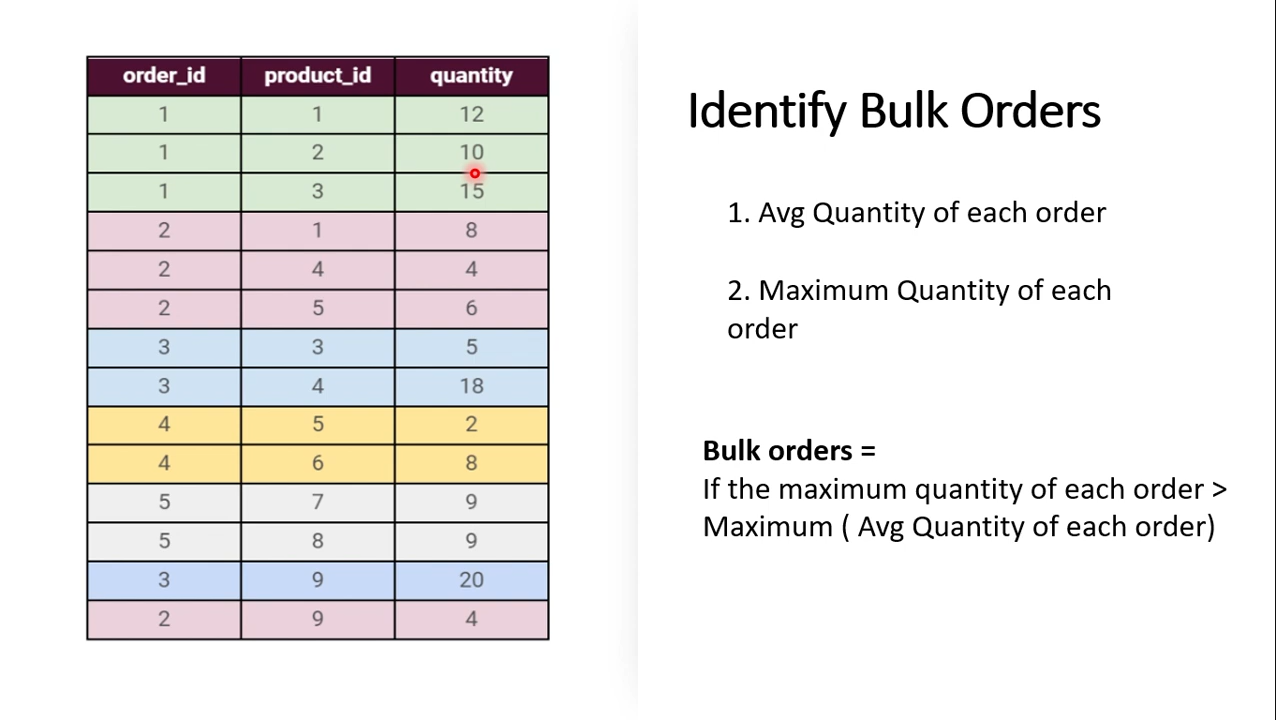 order_id product_id quantity
1 1 12
1 2 10
1 3 15
2 1 8
2 4 4
2 5 6
3 3 5
3 4 18
4 5 2
4 6 8
5 7 9
5 8 9
3 9 20
2 9 4
Identify Bulk Orders
1. Avg Quantity of each order
2. Maximum Quantity of each
order
Bulk orders =
If the maximum quantity of each order >
Maximum ( Avg Quantity of each order)